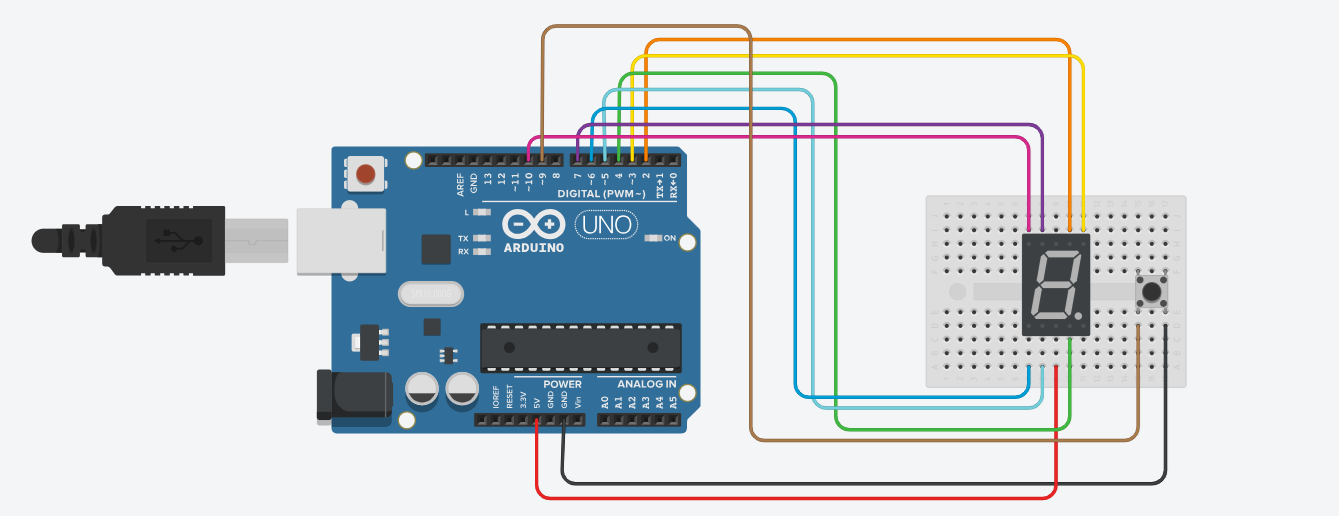 AREF
GND
13
12
~11
~10
~9
8
7
~6
~5
4
~3
2
TX→1
RX←0
DIGITAL (PWM~)
L
TX
RX
ARDUINO
UNO
ON
POWER
ANALOG IN
IOREF
RESET
3.3V
5V
GND
GND
Vin
A0
A1
A2
A3
A4
A5